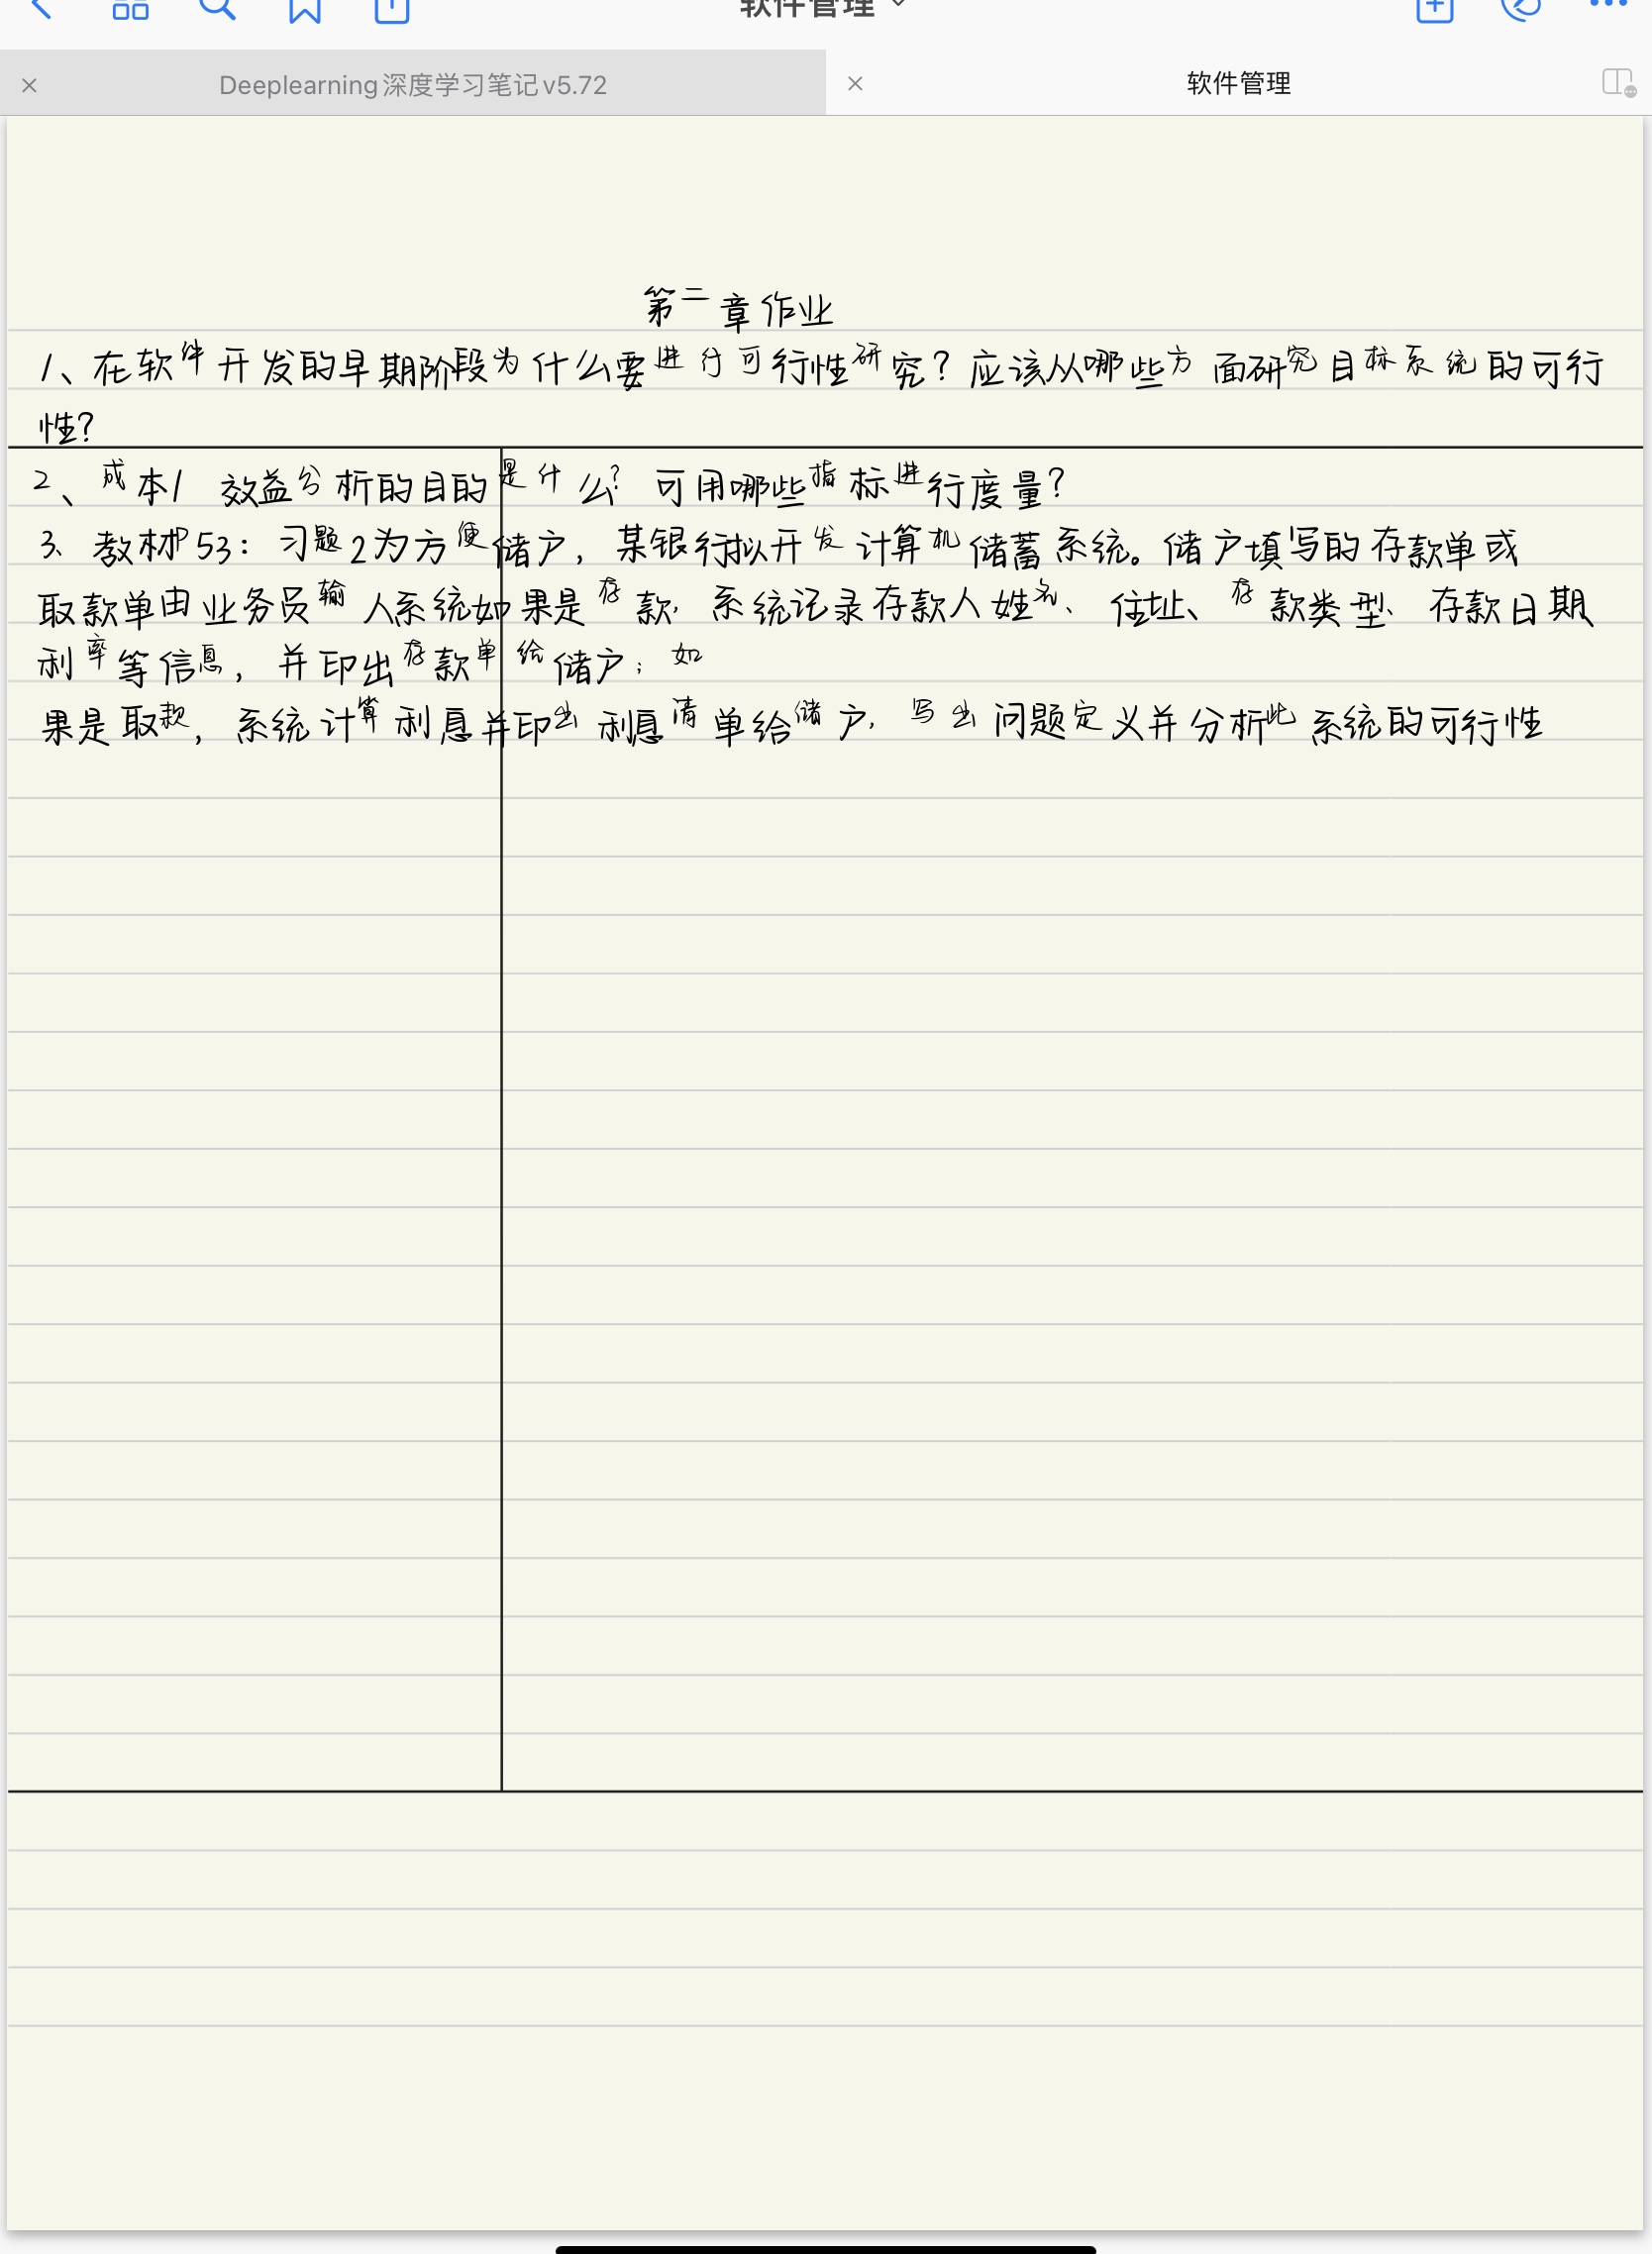 软件管理
Deeplearning深度学习笔记v5.72
软件管理
第二章作业
1、在软件开发的早期阶段为什么要进行可行性研究？应该从哪些方面研究目标系统的可行
性？
2、成本/效益分析的目的是什么？可用哪些指标进行度量？
3、教材P53：习题2为方便储户，某银行拟开发计算机储蓄系统。储户填写的存款单或
取款单由业务员输人系统如果是存款，系统记录存款人姓名、住址、存款类型、存款日期、
利率等信息，并印出存款单给储户；如
果是取款，系统计算利息并印出利息清单给储户，写出问题定义并分析此系统的可行性